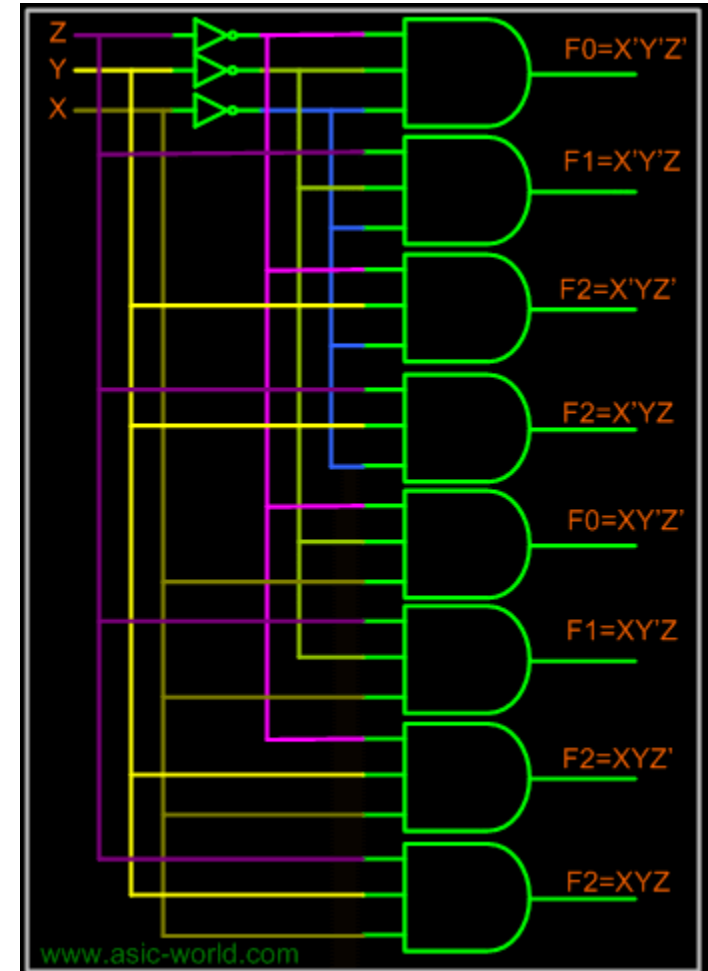 Z
F0=X’Y’Z’
Y
X
F1=X’Y’Z
F2=X’YZ’
F2=X’YZ
F0=XY’Z’
F1=XY’Z
F2=XYZ’
F2=XYZ
www.asic-world.com